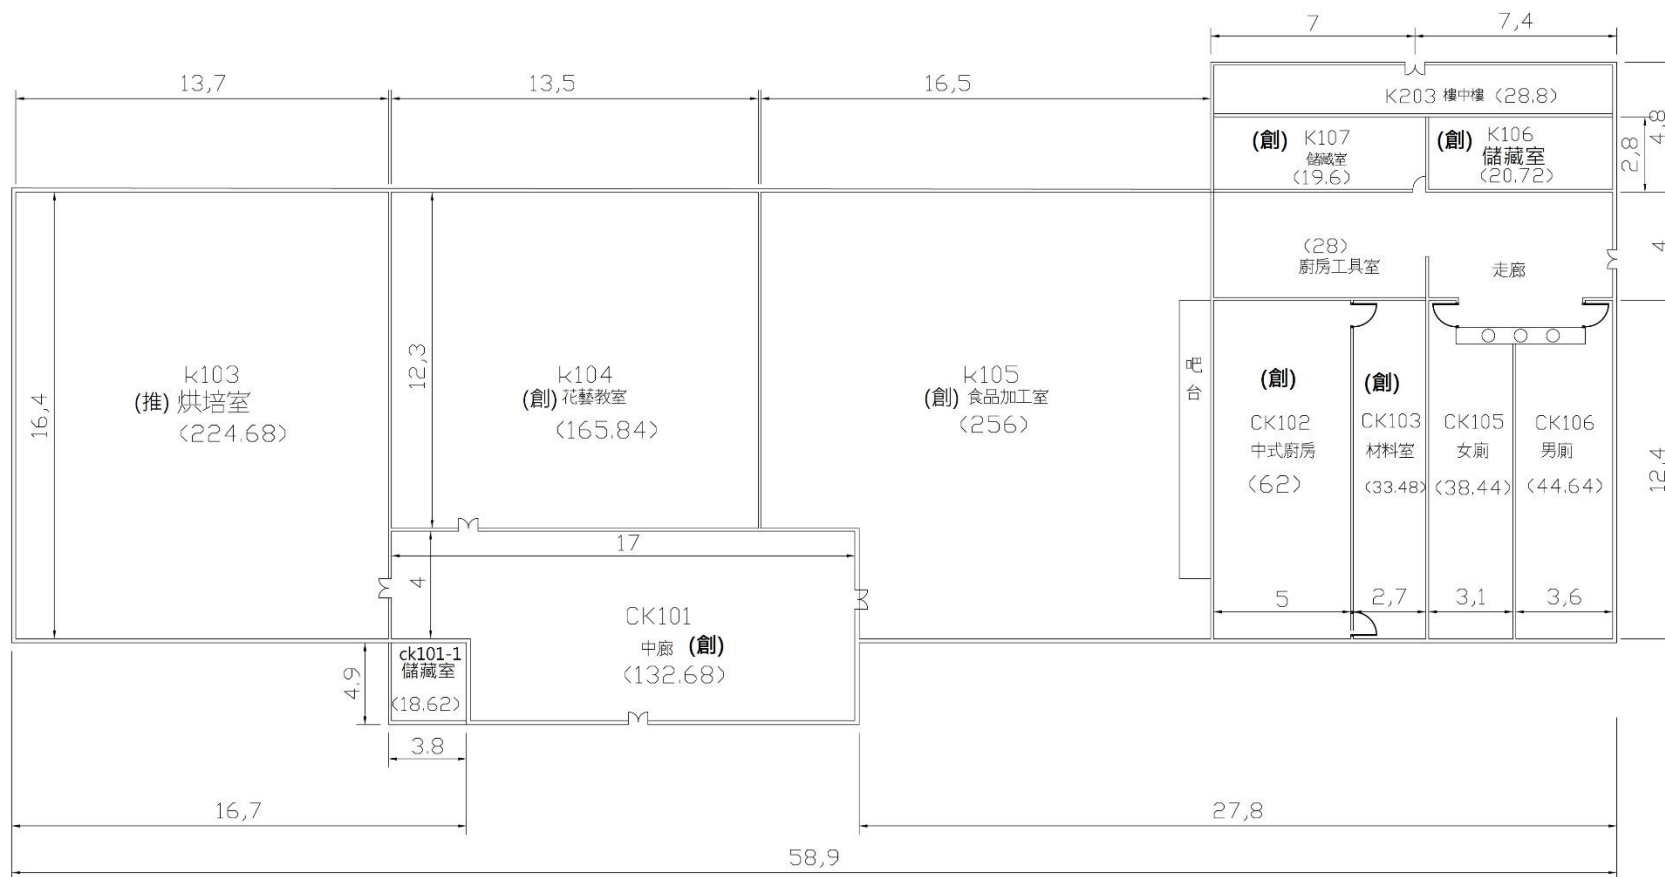 7
7,4
13,7
13,5
16,5
K203 樓中樓 (28.8)
4,8
2,8
(創) K107
儲藏室
(19.6)
(創) K106
儲藏室
(20.72)
(28)
廚房工具室
走廊
4
16,4
12,3
k103
(推) 烘培室
(224.68)
k104
(創) 花藝教室
(165.84)
k105
(創) 食品加工室
(256)
吧台
(創)
CK102
中式廚房
(62)
(創)
CK103
材料室
(33.48)
CK105
女廁
(38.44)
CK106
男廁
(44.64)
12,4
17
4
5
2,7
3,1
3,6
CK101
中廊 (創)
(132.68)
ck101-1
儲藏室
(18.62)
4,9
3.8
16,7
27,8
58,9